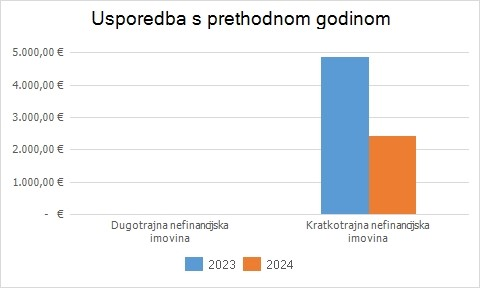 Usporedba s prethodnom godinom
5.000,00 €
4.000,00 €
3.000,00 €
2.000,00 €
1.000,00 €
- €
Dugotrajna nefinancijska
imovina
Kratkotrajna nefinancijska
imovina
2023
2024